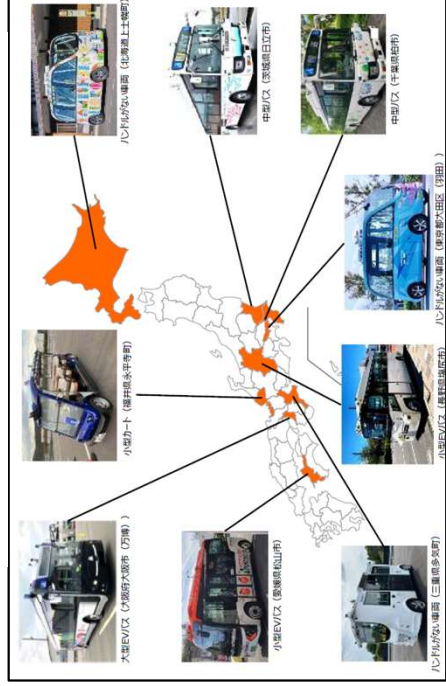 大型EVバス(大阪府大阪市(万博))
小型カート(福井県永平寺町)
ハンドルがない車両(北海道上士幌町)
小型EVバス(愛媛県松山市)
中型バス(茨城県日立市)
中型バス(千葉県柏市)
ハンドルがない車両(三重県多気町)
小型EVバス(長野県塩尻市)
ハンドルがない車両(東京都大田区(羽田))